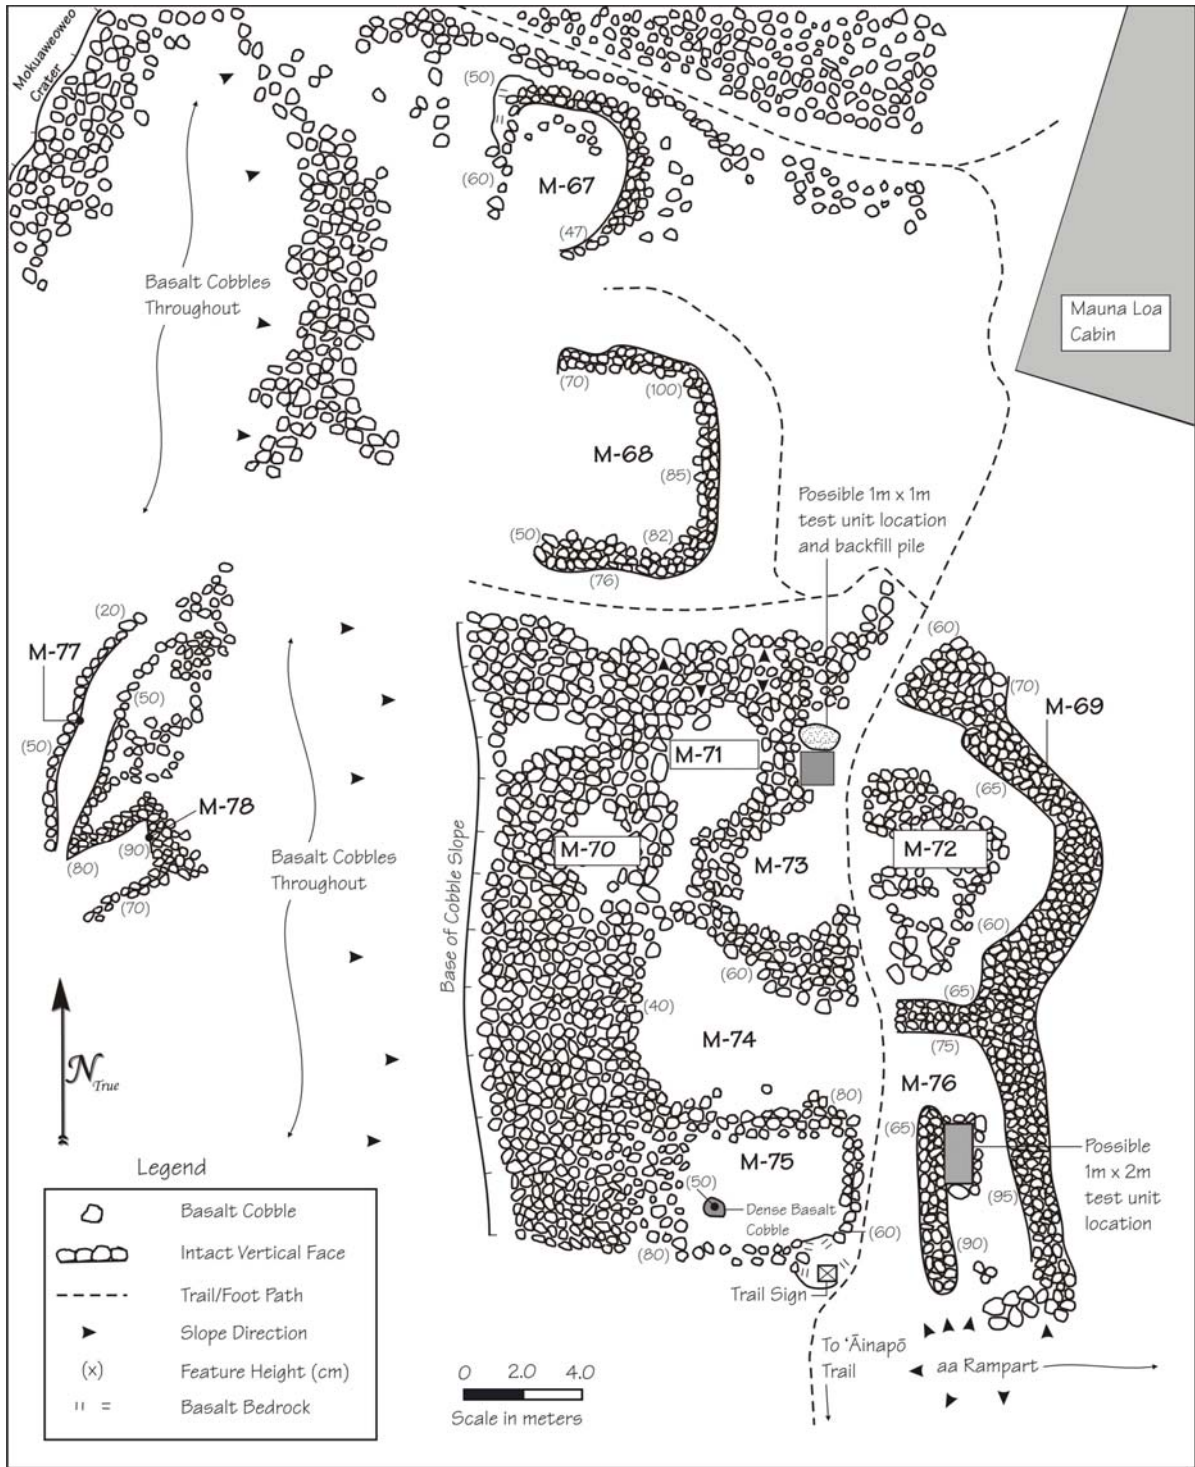 Mokuaweoweo
Crater
(50)
(60)
M-67
(47)
Basalt Cobbles
Throughout
Mauna Loa
Cabin
(70)
(100)
M-68
(85)
(50)
(82)
(76)
Possible 1m x 1m
test unit location
and backfill pile
(20)
M-77
(50)
(50)
M-78
(80)
(90)
(70)
Basalt Cobbles
Throughout
Base of Cobble Slope
(60)
(70)
M-69
M-71
(65)
M-70
M-73
M-72
(60)
(60)
(40)
(65)
(75)
M-74
M-76
(80)
(65)
M-75
(50)
Dense Basalt
Cobble
(95)
Possible
1m x 2m
test unit
location
(80)
(60)
(90)
Trail Sign
To 'Āinapō
Trail
aa Rampart
N
True
Legend
Basalt Cobble
Intact Vertical Face
Trail/Foot Path
Slope Direction
(x) Feature Height (cm)
Basalt Bedrock
0 2.0 4.0
Scale in meters